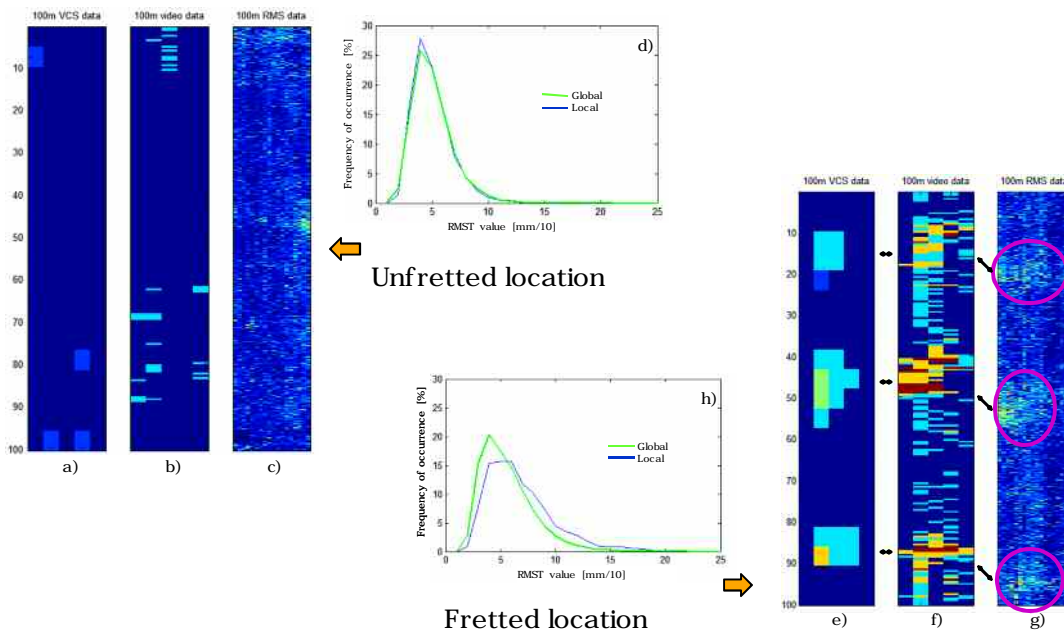 100m VCS data
100m video data
100m RMS data
10
20
30
40
50
60
70
80
90
100
a)
b)
c)
d)
Frequency of occurrence [%]
30
25
20
15
10
5
0
0
5
10
15
20
25
RMST value [mm/10]
Global
Local
Unfretted location
h)
Frequency of occurrence [%]
30
25
20
15
10
5
0
0
5
10
15
20
25
RMST value [mm/10]
Global
Local
Fretted location
100m VCS data
100m video data
100m RMS data
10
20
30
40
50
60
70
80
90
100
e)
f)
g)